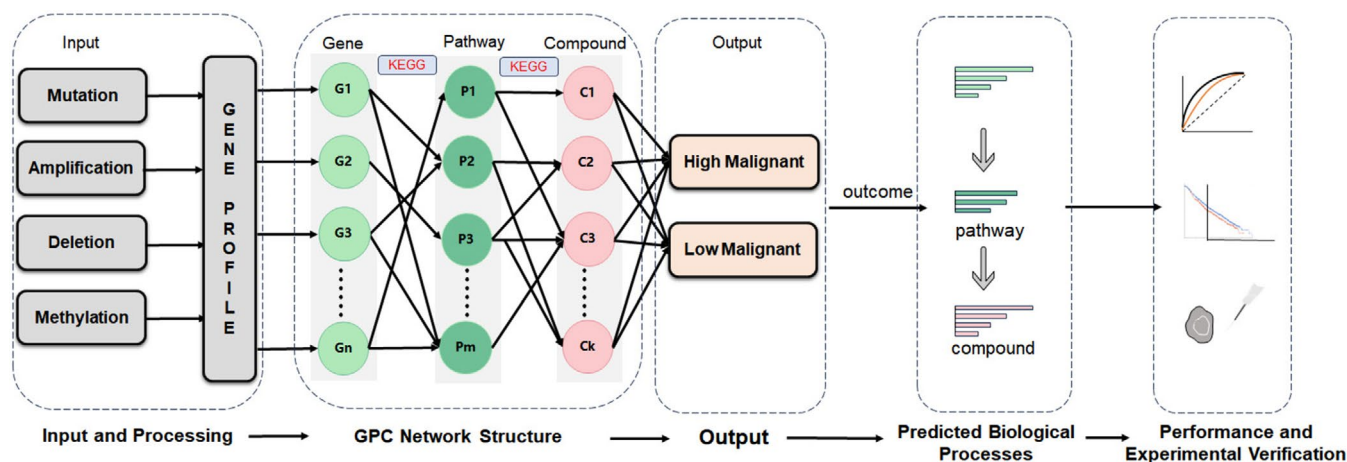 Input
Mutation
Amplification
Deletion
Methylation
GENE PROFILE
Gene
KEGG
Pathway
KEGG
Compound
G1
G2
G3
Gn
P1
P2
P3
Pm
C1
C2
C3
Ck
Output
High Malignant
Low Malignant
outcome
pathway
compound
Input and Processing
GPC Network Structure
Output
Predicted Biological
Processes
Performance and
Experimental Verification